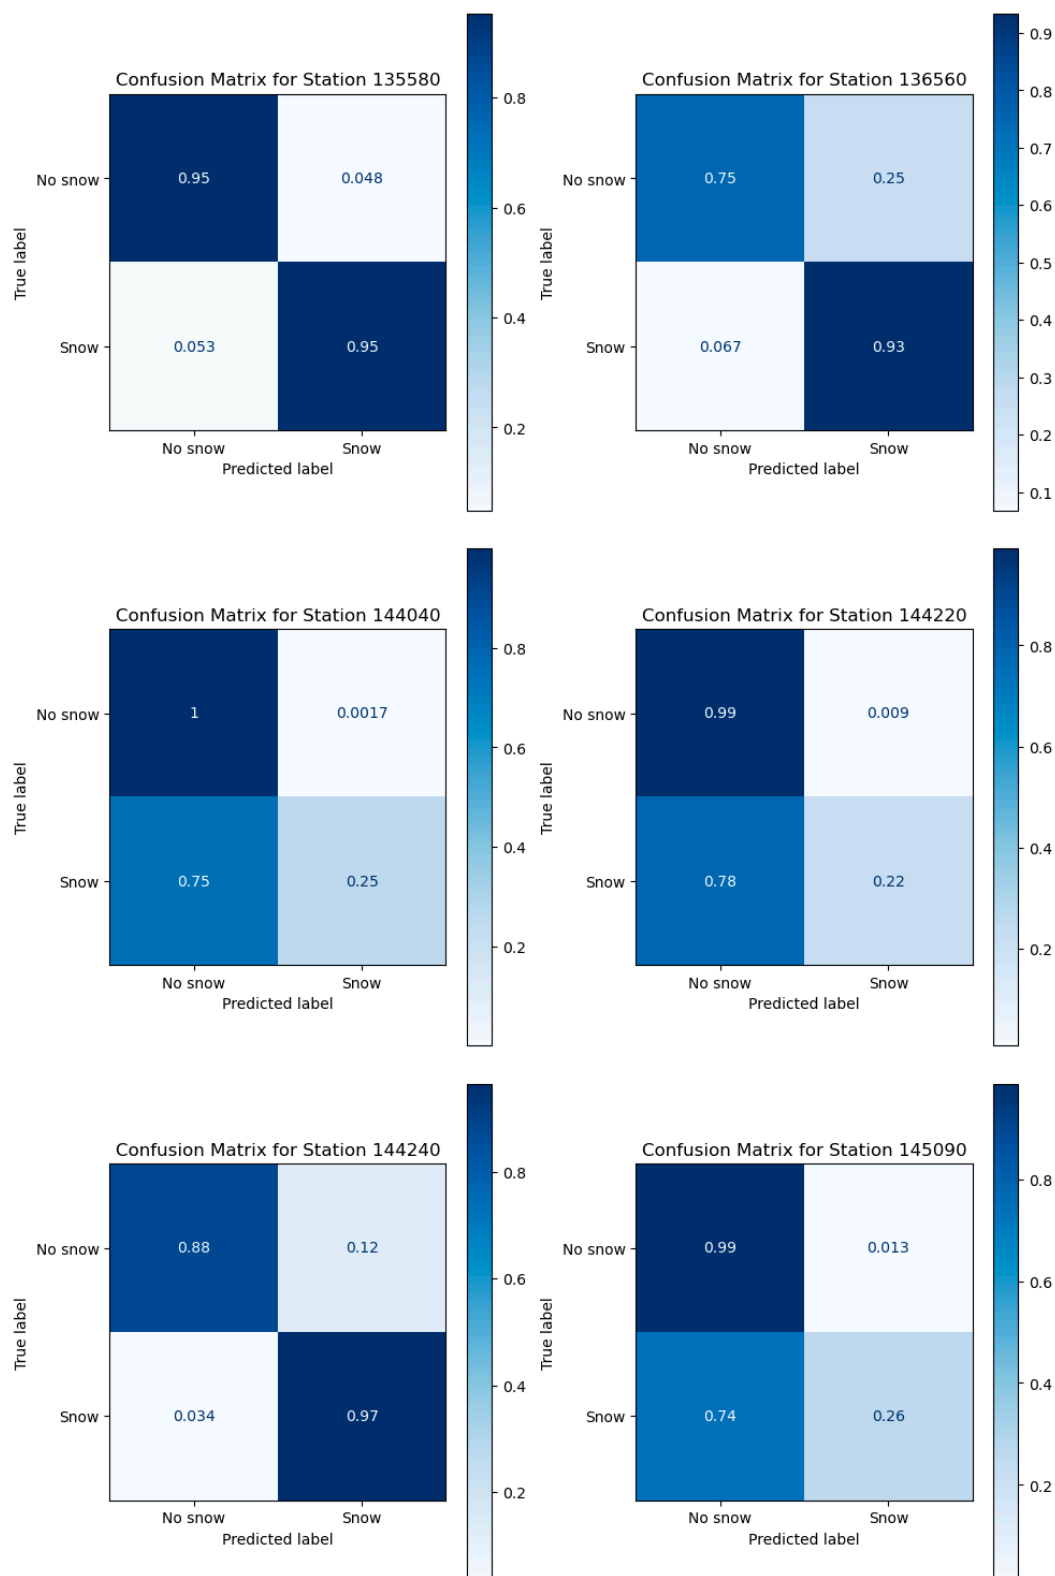 Confusion Matrix for Station 135580
0.8
0.6
0.4
0.2
True label
No snow
0.95
0.048
Snow
0.053
0.95
No snow
Snow
Predicted label
Confusion Matrix for Station 136560
0.9
0.8
0.7
0.6
0.5
0.4
0.3
0.2
0.1
True label
No snow
0.75
0.25
Snow
0.067
0.93
No snow
Snow
Predicted label
Confusion Matrix for Station 144040
0.8
0.6
0.4
0.2
True label
No snow
1
0.0017
Snow
0.75
0.25
No snow
Snow
Predicted label
Confusion Matrix for Station 144220
0.8
0.6
0.4
0.2
True label
No snow
0.99
0.009
Snow
0.78
0.22
No snow
Snow
Predicted label
Confusion Matrix for Station 144240
0.8
0.6
0.4
0.2
True label
No snow
0.88
0.12
Snow
0.034
0.97
No snow
Snow
Predicted label
Confusion Matrix for Station 145090
0.8
0.6
0.4
0.2
True label
No snow
0.99
0.013
Snow
0.74
0.26
No snow
Snow
Predicted label